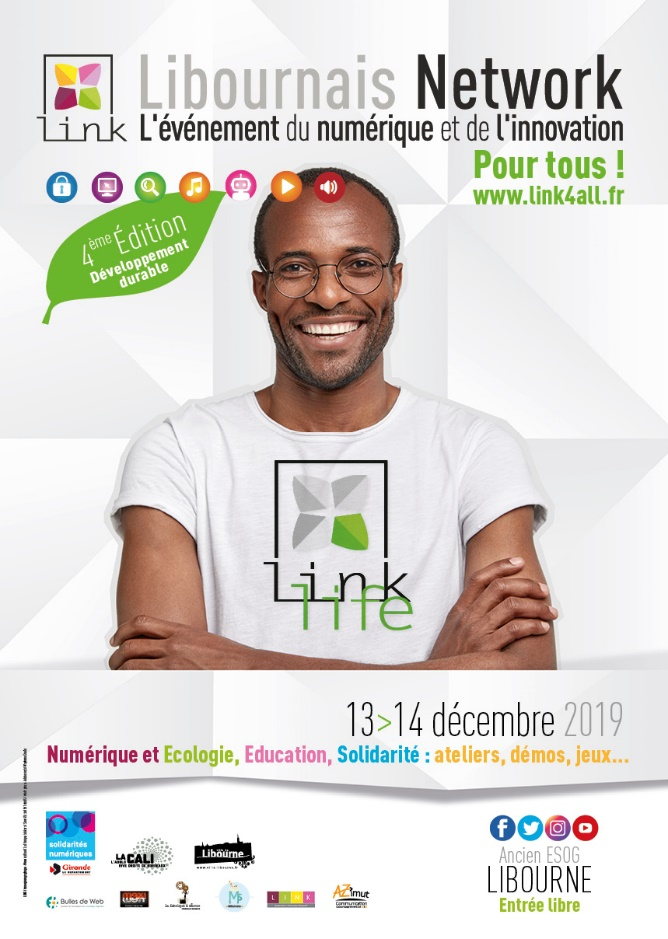 link
Libournais Network
L'événement du numérique et de l'innovation
Pour tous !
www.link4all.fr
4ème Édition
Développement
durable
link
life
13>14 décembre 2019
Numérique et Ecologie, Education, Solidarité : ateliers, démos, jeux...
solidarités
numériques
Gironde
LA CALI
Libourne
Ancien ESOG
LIBOURNE
Entrée libre
Bulles de Web
MS
LINK
AZimut
Communication